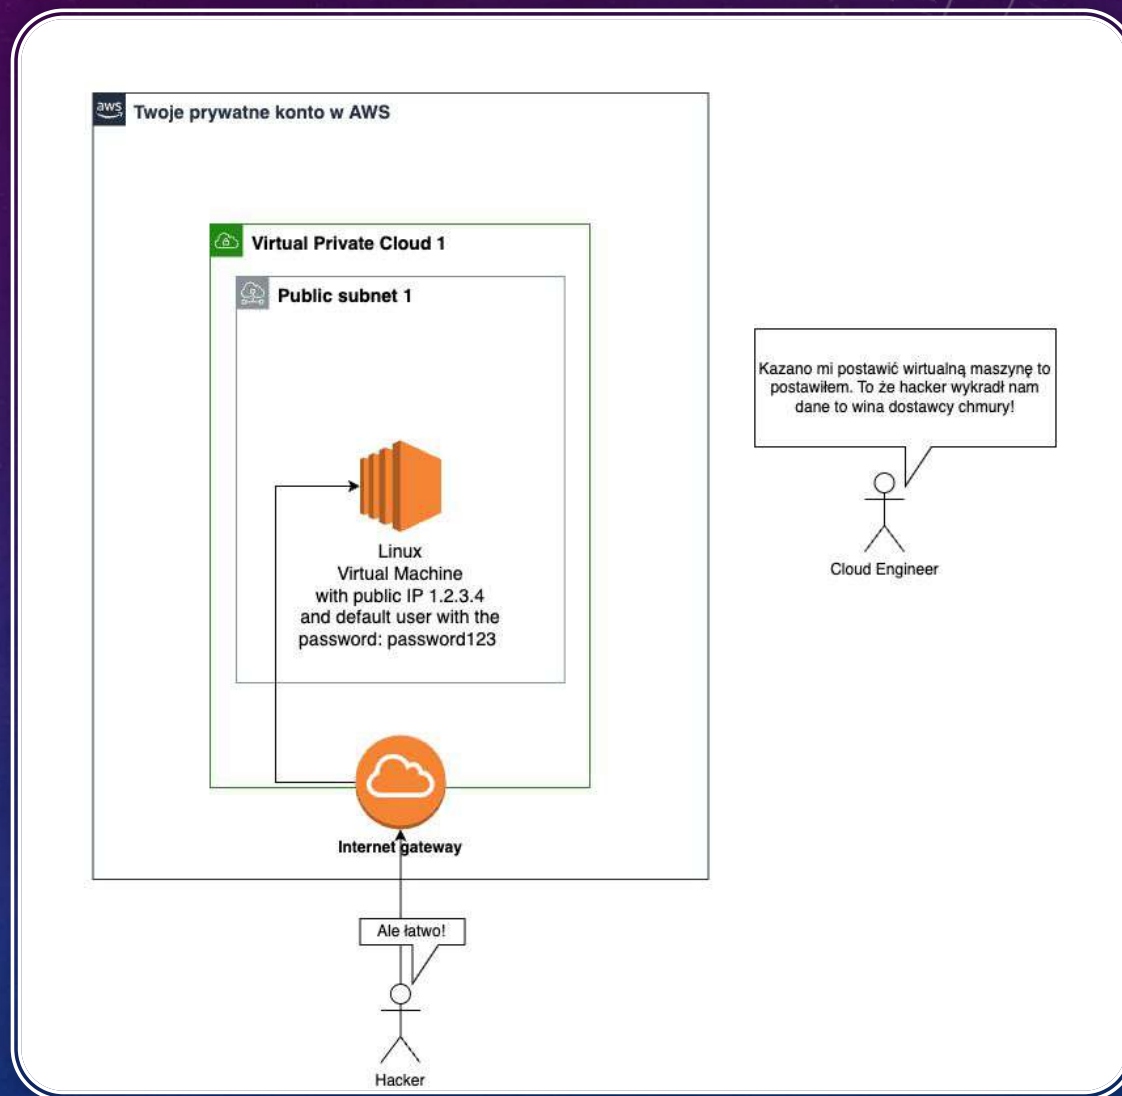 aws
Twoje prywatne konto w AWS
Virtual Private Cloud 1
Public subnet 1
Kazano mi postawić wirtualną maszynę to
postawiłem. To że hacker wykradł nam
dane to wina dostawcy chmury!
Cloud Engineer
Linux
Virtual Machine
with public IP 1.2.3.4
and default user with the
password: password123
Internet gateway
Ale łatwo!
Hacker